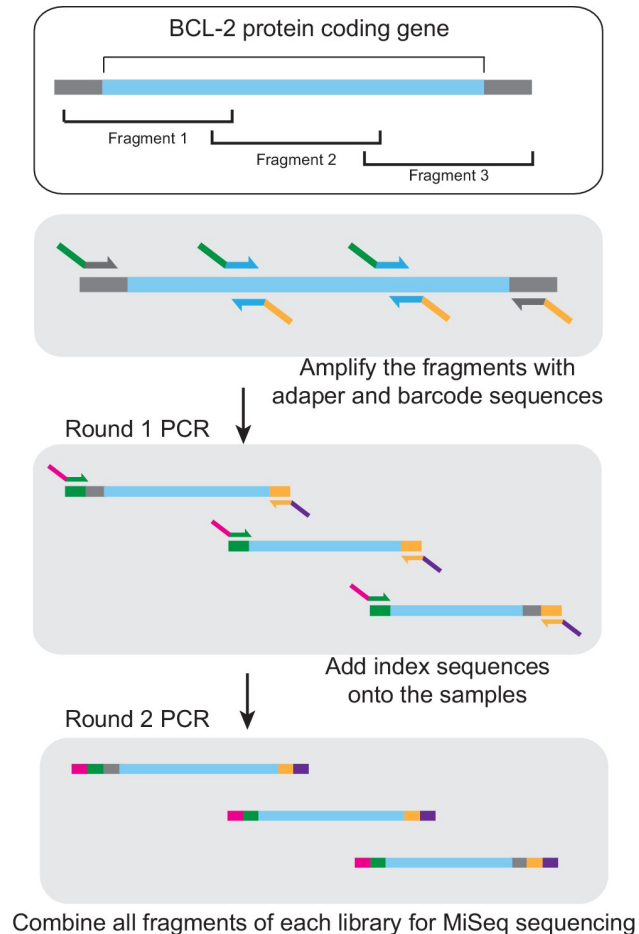 BCL-2 protein coding gene
Fragment 1
Fragment 2
Fragment 3
Amplify the fragments with
adaper and barcode sequences
Round 1 PCR
Add index sequences
onto the samples
Round 2 PCR
Combine all fragments of each library for MiSeq sequencing